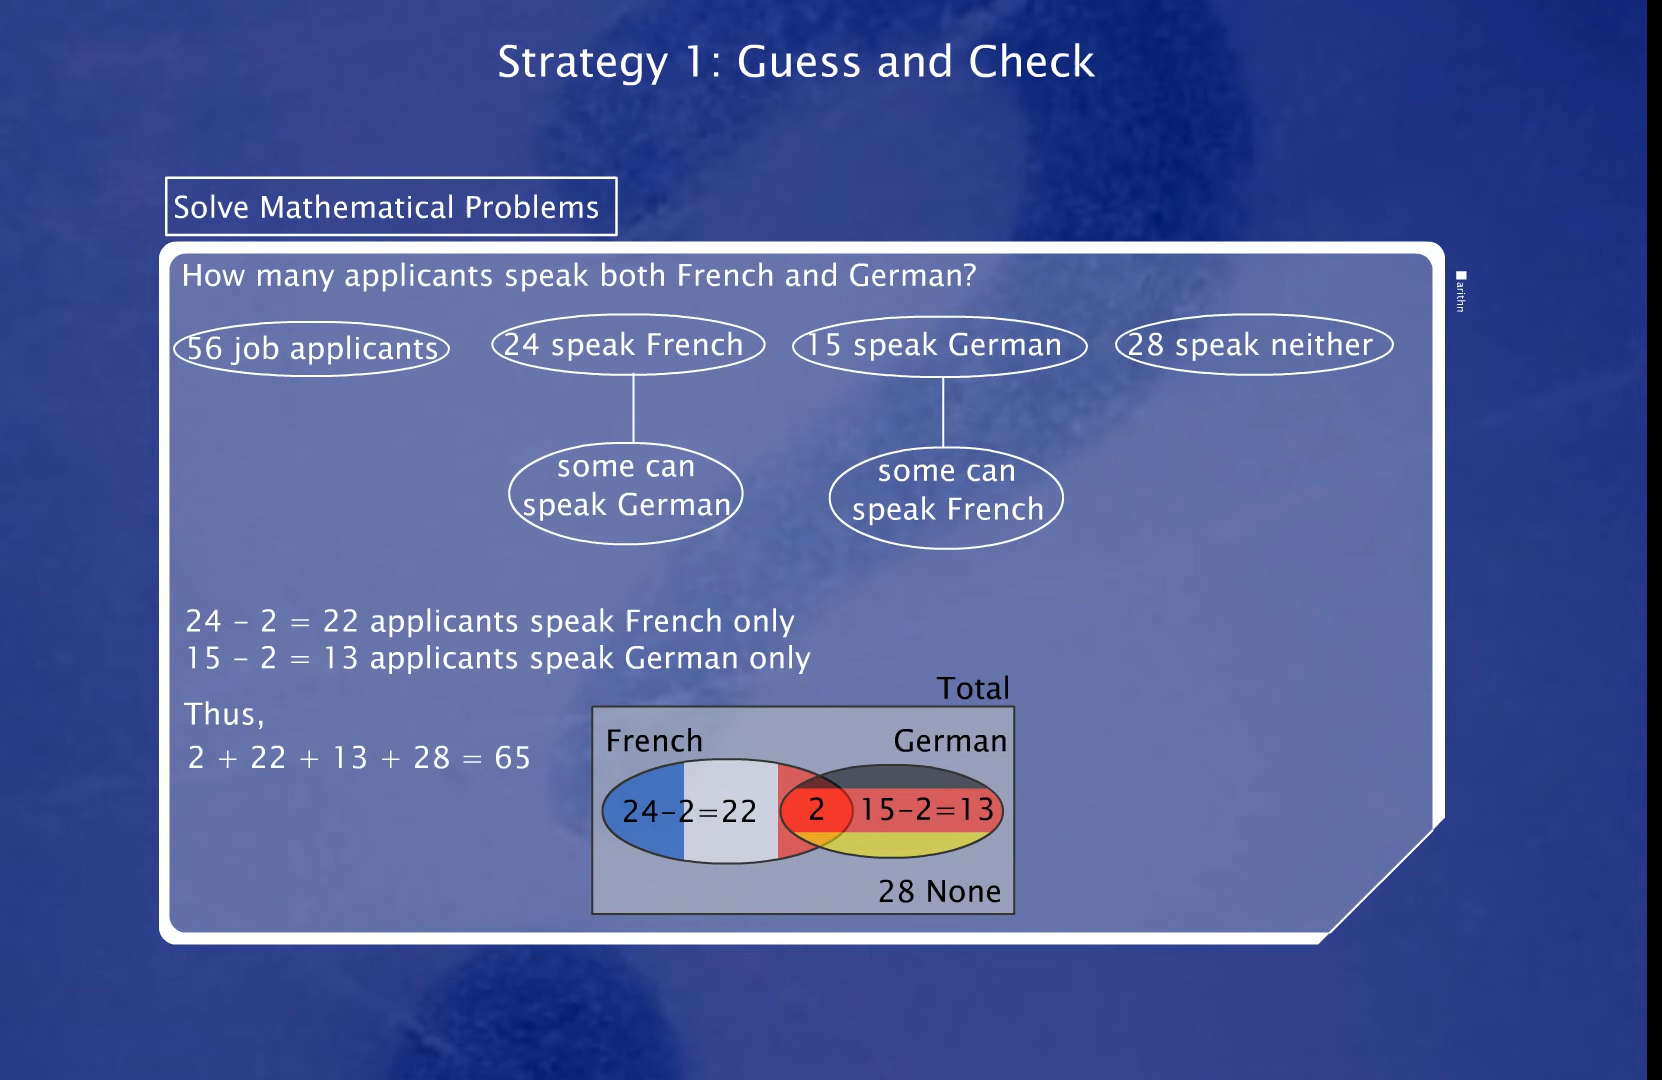 Strategy 1: Guess and Check
Solve Mathematical Problems
How many applicants speak both French and German?
56 job applicants
24 speak French
15 speak German
28 speak neither
some can
speak German
some can
speak French
24 - 2 = 22 applicants speak French only
15 - 2 = 13 applicants speak German only
Thus,
2 + 22 + 13 + 28 = 65
Total
French
German
24-2=22
2
15-2=13
28 None
arithn